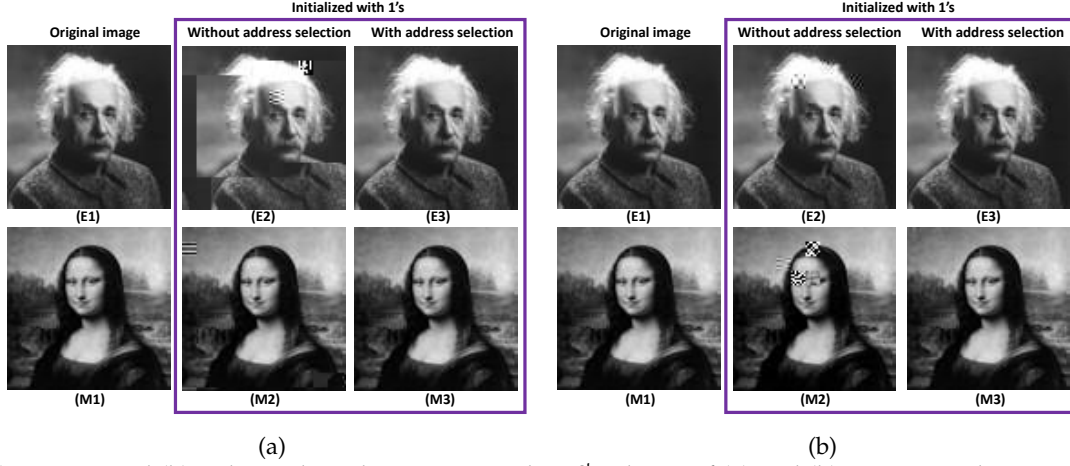 Initialized with 1's
Original image
Without address selection
With address selection
(E1)
(E2)
(E3)
(M1)
(M2)
(M3)
(a)
Initialized with 1's
Original image
Without address selection
With address selection
(E1)
(E2)
(E3)
(M1)
(M2)
(M3)
(b)